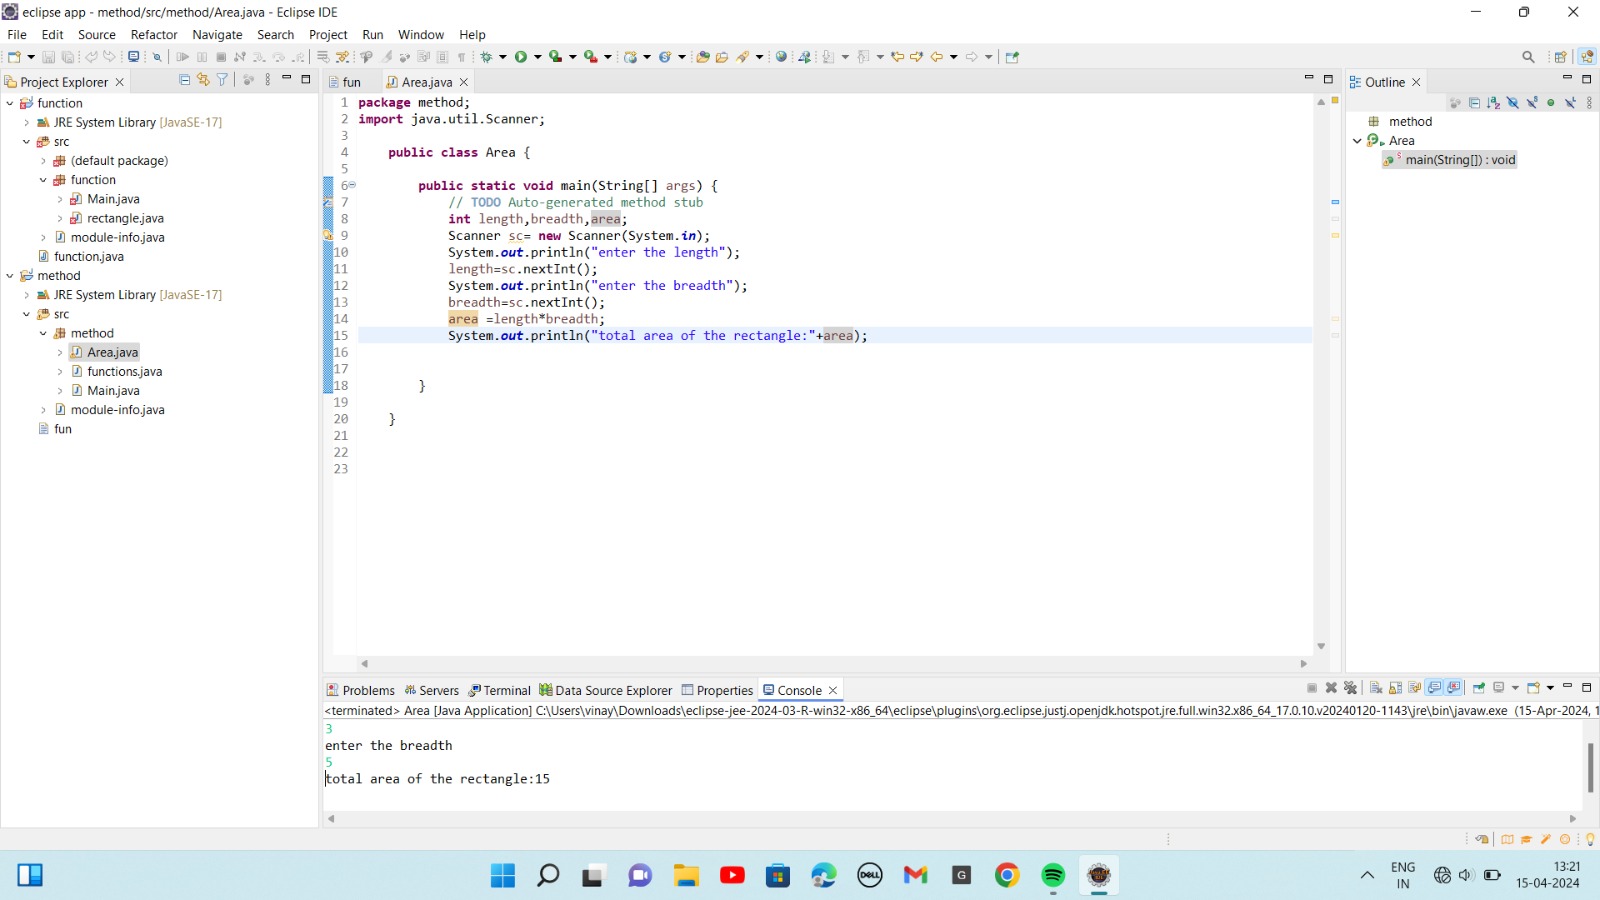 eclipse app - method/src/method/Area.java - Eclipse IDE
File Edit Source Refactor Navigate Search Project Run Window Help
Project Explorer
function
JRE System Library [JavaSE-17]
src
(default package)
function
Main.java
rectangle.java
module-info.java
function.java
method
JRE System Library [JavaSE-17]
src
method
Area.java
functions.java
Main.java
module-info.java
fun
fun Area.java
1 package method;
2 import java.util.Scanner;
3
4 public class Area {
5
6 public static void main(String[] args) {
7 // TODO Auto-generated method stub
8 int length,breadth,area;
9 Scanner sc= new Scanner(System.in);
10 System.out.println("enter the length");
11 length=sc.nextInt();
12 System.out.println("enter the breadth");
13 breadth=sc.nextInt();
14 area =length*breadth;
15 System.out.println("total area of the rectangle:"+area);
16
17
18 }
19
20 }
21
22
23
Outline
method
Area
main(String[]) : void
Problems Servers Terminal Data Source Explorer Properties Console
<terminated> Area [Java Application] C:\Users\vinay\Downloads\eclipse-jee-2024-03-R-win32-x86_64\eclipse\plugins\org.eclipse.justj.openjdk.hotspot.jre.full.win32.x86_64_17.0.10.v20240120-1143\jre\bin\javaw.exe (15-Apr-2024, 1
3
enter the breadth
5
total area of the rectangle:15
DELL
G
ENG
IN
13:21
15-04-2024